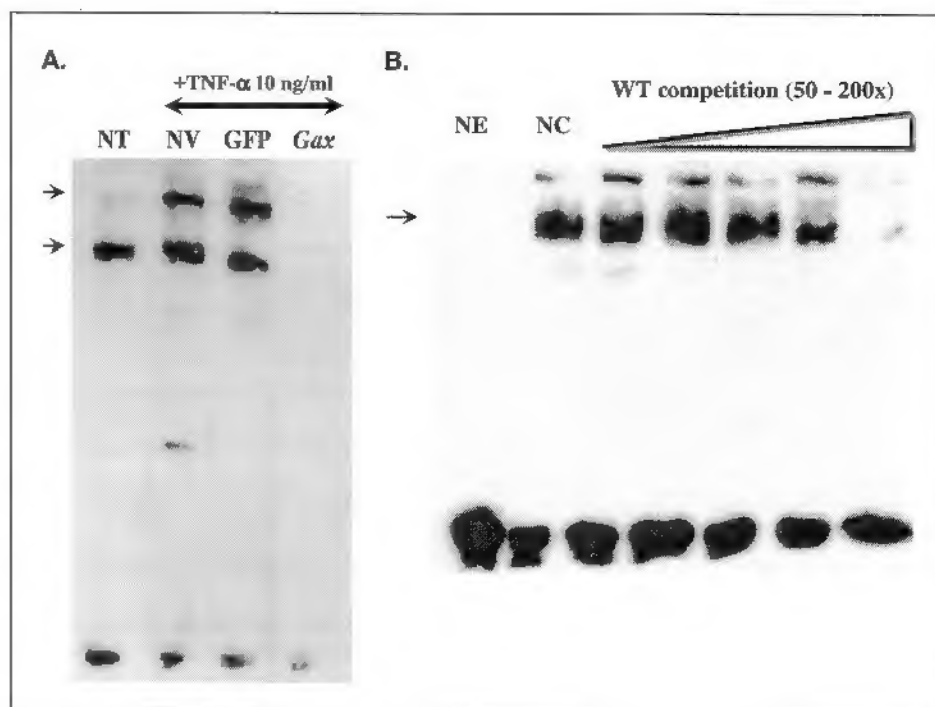 A.
+TNF-α 10 ng/ml
NT NV GFP Gax
B.
WT competition (50 - 200x)
NE NC